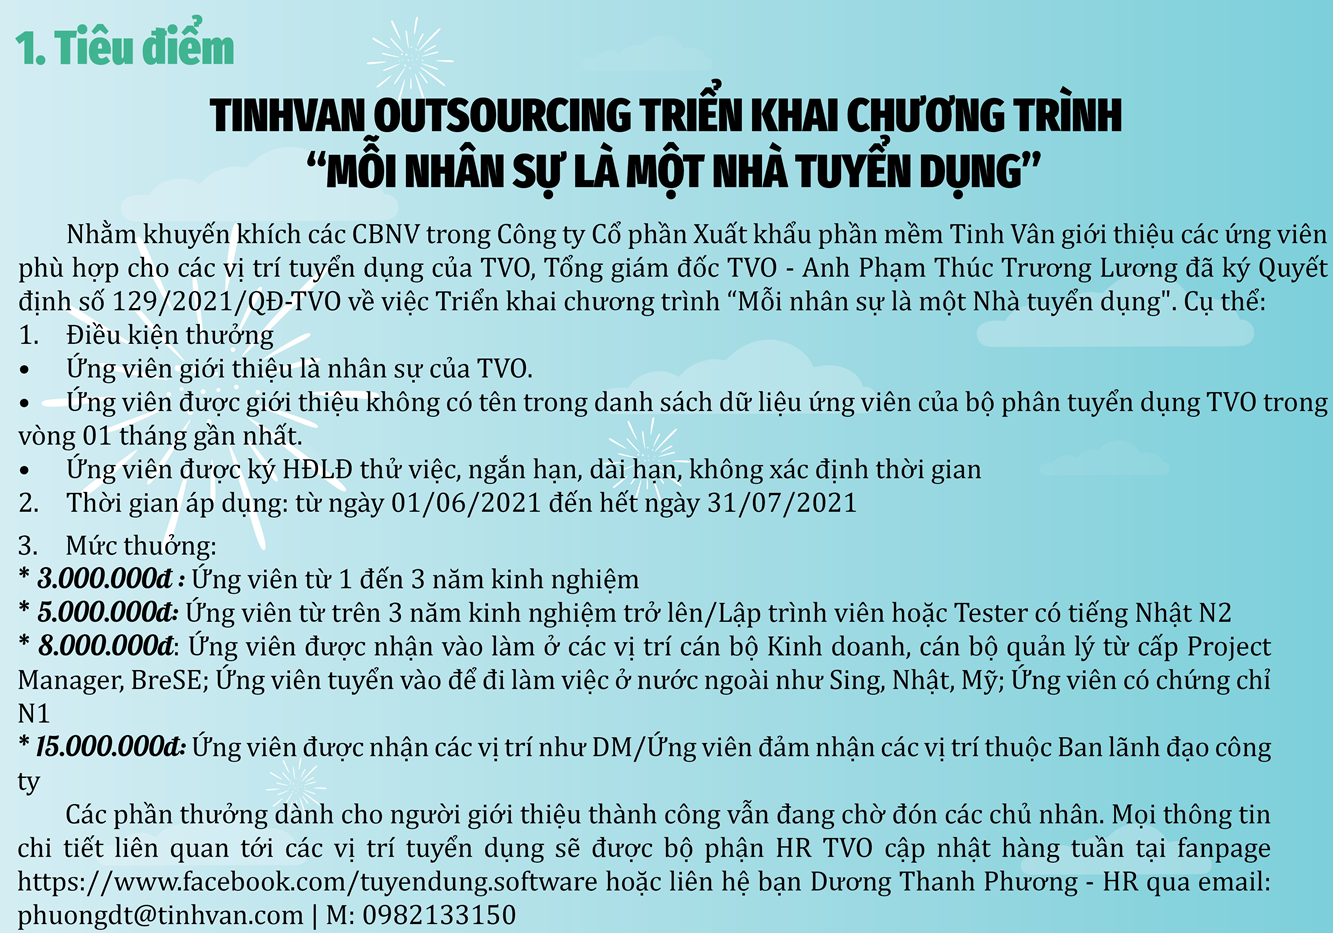 1. Tiêu điểm
TINHVAN OUTSOURCING TRIỂN KHAI CHƯƠNG TRÌNH
“MỖI NHÂN SỰ LÀ MỘT NHÀ TUYỂN DỤNG”
Nhằm khuyến khích các CBNV trong Công ty Cổ phần Xuất khẩu phần mềm Tinh Vân giới thiệu các ứng viên
phù hợp cho các vị trí tuyển dụng của TVO, Tổng giám đốc TVO - Anh Phạm Thúc Trương Lương đã ký Quyết
định số 129/2021/QĐ-TVO về việc Triển khai chương trình “Mỗi nhân sự là một Nhà tuyển dụng". Cụ thể:
1. Điều kiện thưởng
• Ứng viên giới thiệu là nhân sự của TVO.
• Ứng viên được giới thiệu không có tên trong danh sách dữ liệu ứng viên của bộ phân tuyển dụng TVO trong
vòng 01 tháng gần nhất.
• Ứng viên được ký HĐLĐ thử việc, ngắn hạn, dài hạn, không xác định thời gian
2. Thời gian áp dụng: từ ngày 01/06/2021 đến hết ngày 31/07/2021
3. Mức thuởng:
* 3.000.000đ : Ứng viên từ 1 đến 3 năm kinh nghiệm
* 5.000.000đ: Ứng viên từ trên 3 năm kinh nghiệm trở lên/Lập trình viên hoặc Tester có tiếng Nhật N2
* 8.000.000đ: Ứng viên được nhận vào làm ở các vị trí cán bộ Kinh doanh, cán bộ quản lý từ cấp Project
Manager, BreSE; Ứng viên tuyển vào để đi làm việc ở nước ngoài như Sing, Nhật, Mỹ; Ứng viên có chứng chỉ
N1
* 15.000.000đ: Ứng viên được nhận các vị trí như DM/Ứng viên đảm nhận các vị trí thuộc Ban lãnh đạo công
ty
Các phần thưởng dành cho người giới thiệu thành công vẫn đang chờ đón các chủ nhân. Mọi thông tin
chi tiết liên quan tới các vị trí tuyển dụng sẽ được bộ phận HR TVO cập nhật hàng tuần tại fanpage
https://www.facebook.com/tuyendung.software hoặc liên hệ bạn Dương Thanh Phương - HR qua email:
phuongdt@tinhvan.com | M: 0982133150